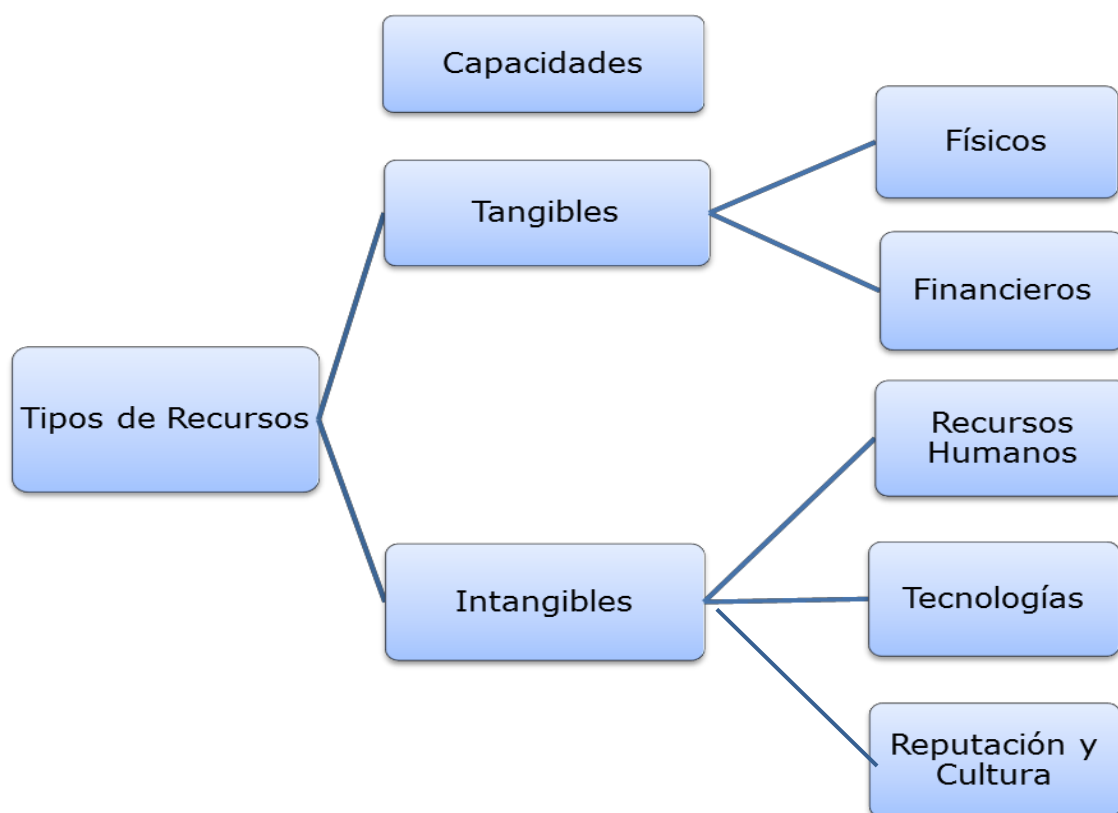 Capacidades
Físicos
Tangibles
Financieros
Tipos de Recursos
Recursos
Humanos
Intangibles
Tecnologías
Reputación y
Cultura